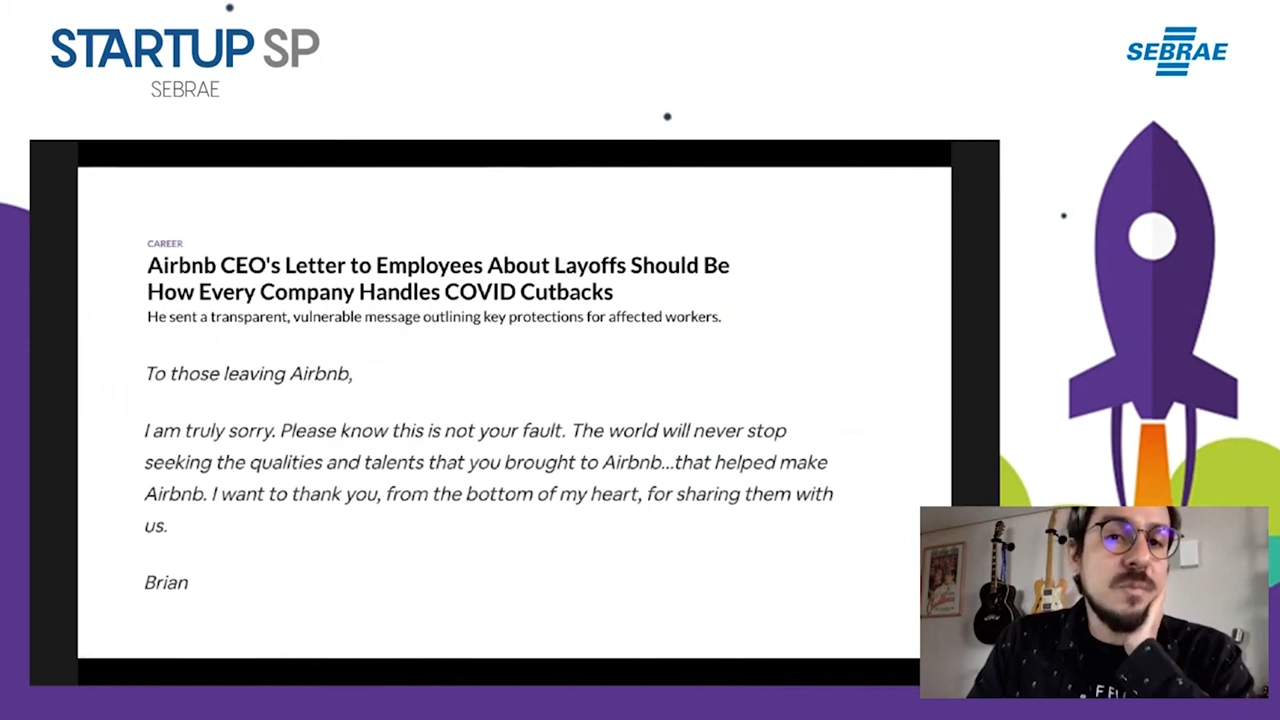 STARTUP SP
SEBRAE
SEBRAE
CAREER
Airbnb CEO's Letter to Employees About Layoffs Should Be
How Every Company Handles COVID Cutbacks
He sent a transparent, vulnerable message outlining key protections for affected workers.
To those leaving Airbnb,
I am truly sorry. Please know this is not your fault. The world will never stop
seeking the qualities and talents that you brought to Airbnb...that helped make
Airbnb. I want to thank you, from the bottom of my heart, for sharing them with
us.
Brian